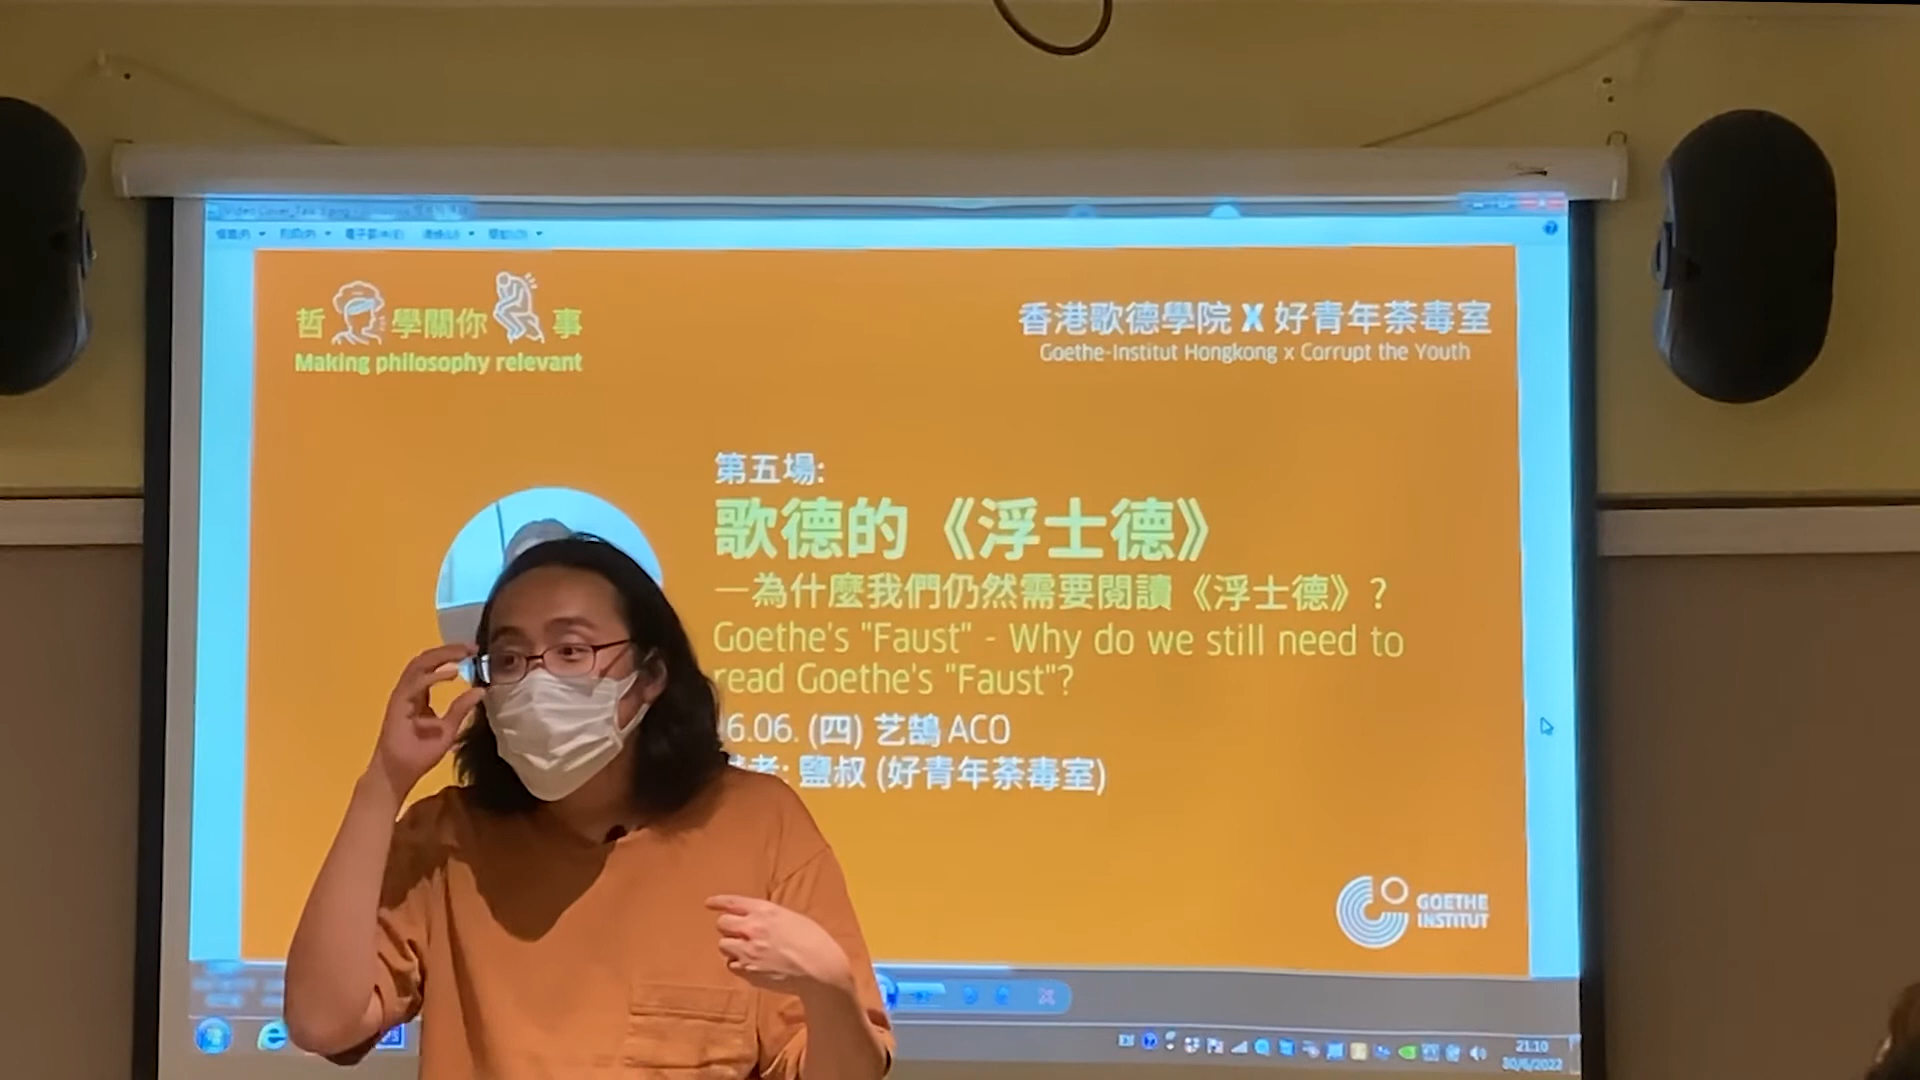 哲學關你事
Making philosophy relevant
香港歌德學院 X 好青年荼毒室
Goethe-Institut Hongkong x Corrupt the Youth
第五場:
歌德的《浮士德》
—為什麼我們仍然需要閱讀《浮士德》?
Goethe's "Faust" - Why do we still need to
read Goethe's "Faust"?
6.06. (四) 艺鵠 ACO
者: 鹽叔 (好青年荼毒室)
GOETHE
INSTITUT
21:10
30/6/2022